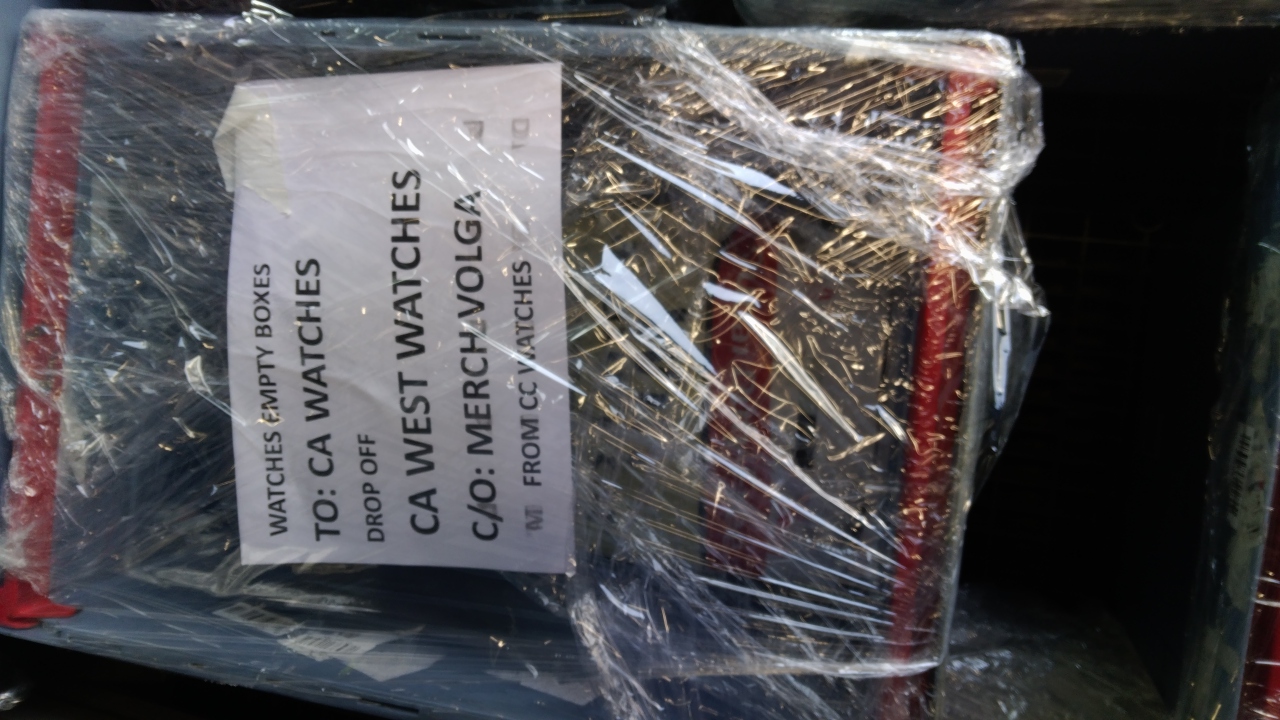 WATCHES EMPTY BOXES
TO: CA WATCHES
DROP OFF
CA WEST WATCHES
C/O: MERCH VOLGA
FROM CC WATCHES